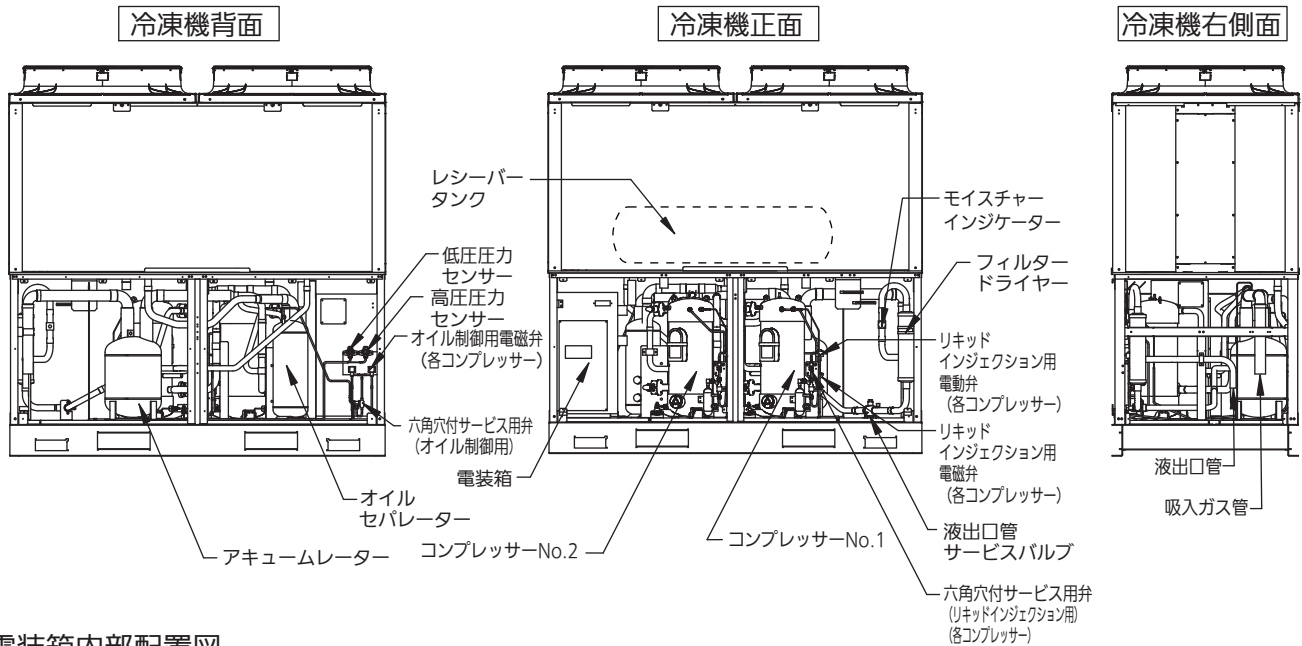 冷凍機背面
冷凍機正面
冷凍機右側面
レシーバー
タンク
低圧圧力
センサー
高圧圧力
センサー
オイル制御用電磁弁
(各コンプレッサー)
六角穴付サービス用弁
(オイル制御用)
電装箱
オイル
セパレーター
アキュームレーター
コンプレッサーNo.2
コンプレッサーNo.1
モイスチャー
インジケーター
フィルター
ドライヤー
リキッド
インジェクション用
電動弁
(各コンプレッサー)
リキッド
インジェクション用
電磁弁
(各コンプレッサー)
液出口管
サービスバルブ
六角穴付サービス用弁
(リキッドインジェクション用)
(各コンプレッサー)
液出口管
吸入ガス管
電装箱内部配置図